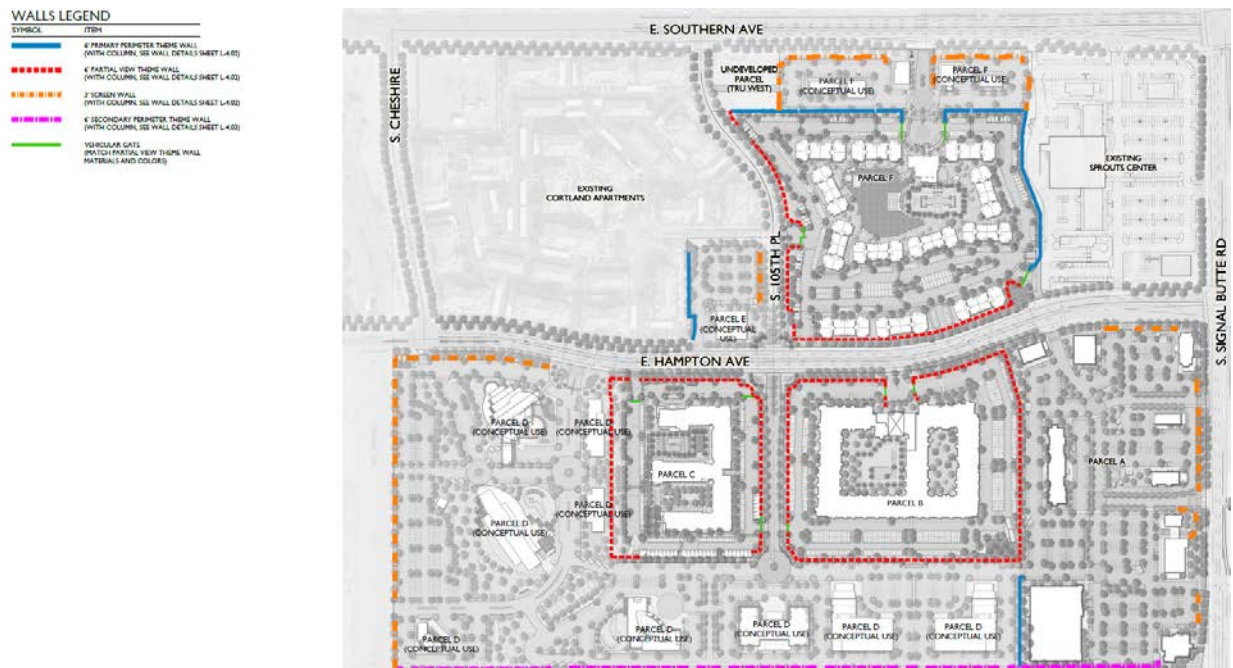 WALLS LEGEND
SYMBOL ITEM
6' PRIMARY PERIMETER THEME WALL
(WITH COLUMN, SEE WALL DETAILS SHEET L-4.02)
6' PARTIAL VIEW THEME WALL
(WITH COLUMN, SEE WALL DETAILS SHEET L-4.02)
3' SCREEN WALL
(WITH COLUMN, SEE WALL DETAILS SHEET L-4.02)
6' SECONDARY PERIMETER THEME WALL
(WITH COLUMN, SEE WALL DETAILS SHEET L-4.03)
VEHICULAR GATE
(MATCH PARTIAL VIEW THEME WALL
MATERIALS AND COLORS)
E. SOUTHERN AVE
S. CHESHIRE
UNDEVELOPED
PARCEL
(TRU WEST)
PARCEL F
(CONCEPTUAL USE)
PARCEL F
(CONCEPTUAL USE)
EXISTING
SPROUTS CENTER
PARCEL F
EXISTING
CORTLAND APARTMENTS
S. 105TH PL
S. SIGNAL BUTTE RD
PARCEL E
(CONCEPTUAL USE)
E. HAMPTON AVE
PARCEL D
(CONCEPTUAL USE)
PARCEL D
(CONCEPTUAL USE)
PARCEL A
PARCEL C
PARCEL B
PARCEL D
(CONCEPTUAL USE)
PARCEL D
(CONCEPTUAL USE)
PARCEL D
(CONCEPTUAL USE)
PARCEL D
(CONCEPTUAL USE)
PARCEL D
(CONCEPTUAL USE)
PARCEL D
(CONCEPTUAL USE)
PARCEL D
(CONCEPTUAL USE)